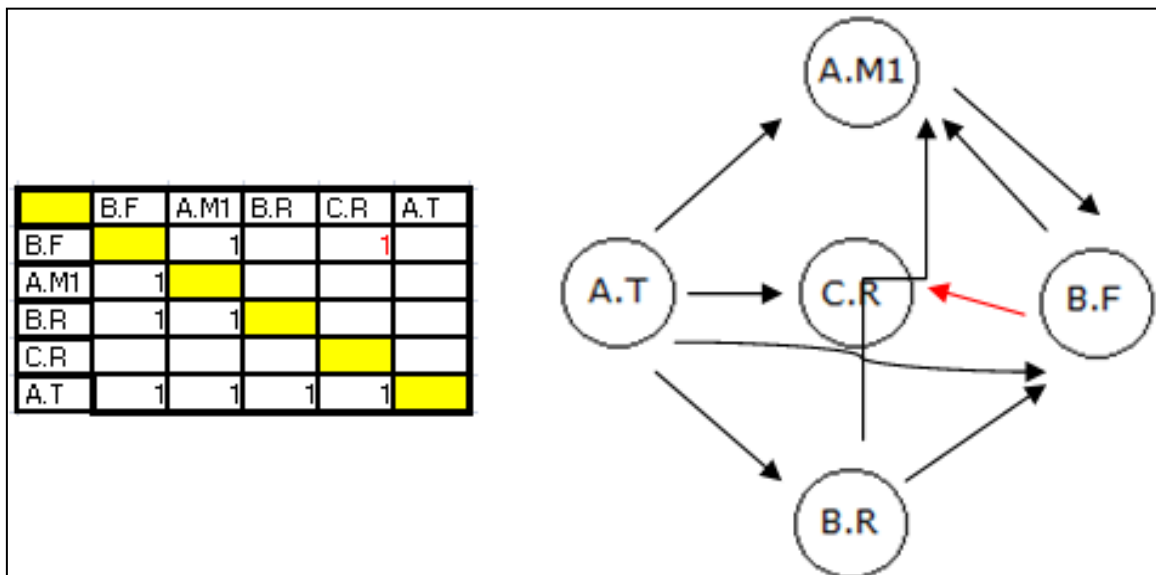 B.F A.M1 B.R C.R A.T
B.F 1 1
A.M1 1
B.R 1 1
C.R
A.T 1 1 1 1
A.M1
A.T
C.R
B.F
B.R